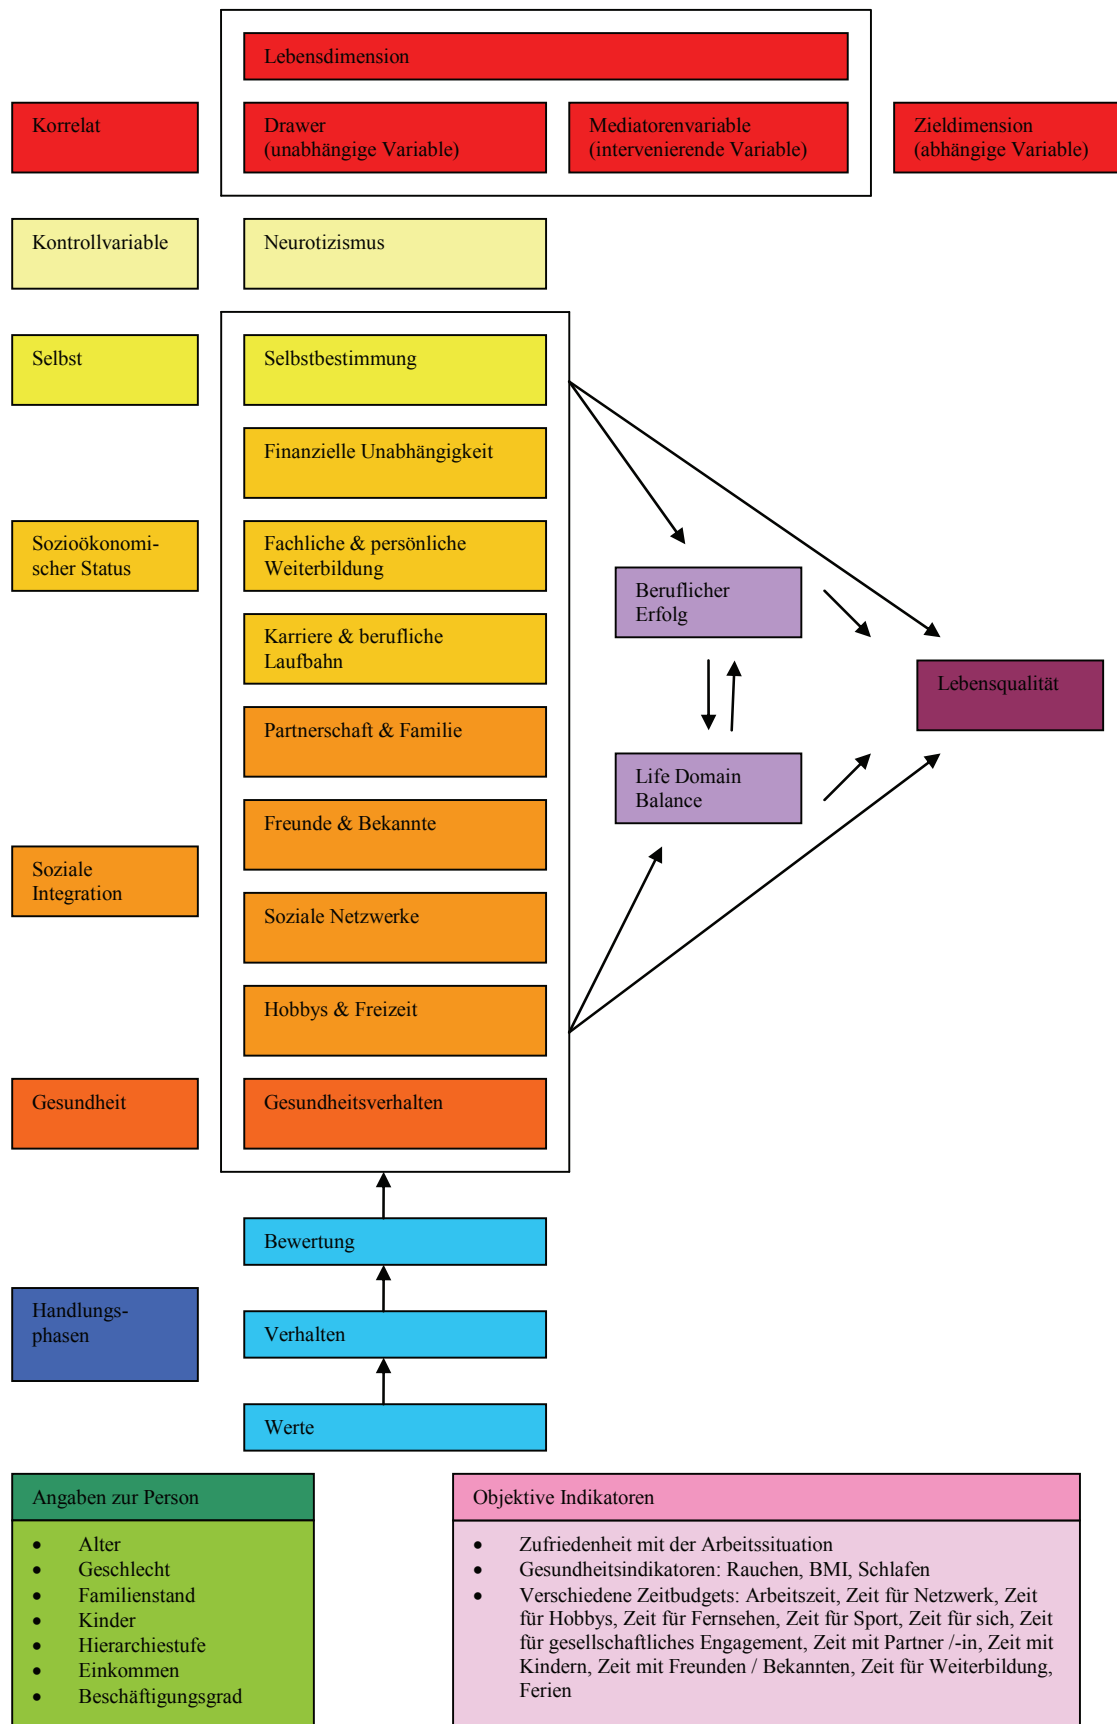 Lebensdimension
Korrelat
Drawer
(unabhängige Variable)
Mediatorenvariable
(intervenierende Variable)
Zieldimension
(abhängige Variable)
Kontrollvariable
Neurotizismus
Selbst
Selbstbestimmung
Finanzielle Unabhängigkeit
Sozioökonomi-
scher Status
Fachliche & persönliche
Weiterbildung
Beruflicher
Erfolg
Karriere & berufliche
Laufbahn
Lebensqualität
Partnerschaft & Familie
Life Domain
Balance
Freunde & Bekannte
Soziale
Integration
Soziale Netzwerke
Hobbys & Freizeit
Gesundheit
Gesundheitsverhalten
Bewertung
Handlungs-
phasen
Verhalten
Werte
Angaben zur Person
• Alter
• Geschlecht
• Familienstand
• Kinder
• Hierarchiestufe
• Einkommen
• Beschäftigungsgrad
Objektive Indikatoren
• Zufriedenheit mit der Arbeitssituation
• Gesundheitsindikatoren: Rauchen, BMI, Schlafen
• Verschiedene Zeitbudgets: Arbeitszeit, Zeit für Netzwerk, Zeit
für Hobbys, Zeit für Fernsehen, Zeit für Sport, Zeit für sich, Zeit
für gesellschaftliches Engagement, Zeit mit Partner /-in, Zeit mit
Kindern, Zeit mit Freunden / Bekannten, Zeit für Weiterbildung,
Ferien